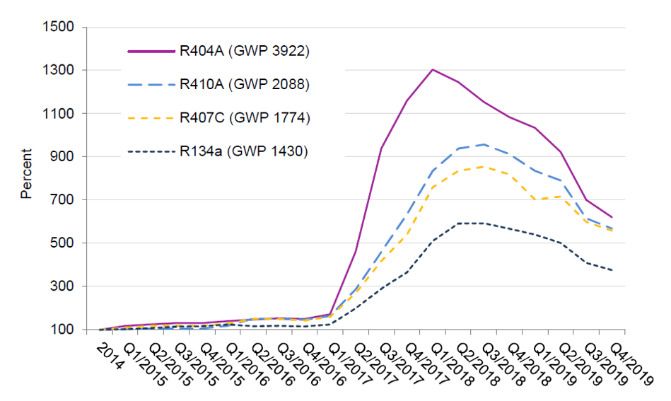 1500
1300
1100
900
700
500
300
100
Percent
R404A (GWP 3922)
R410A (GWP 2088)
R407C (GWP 1774)
R134a (GWP 1430)
2014
Q1/2015
Q2/2015
Q3/2015
Q4/2015
Q1/2016
Q2/2016
Q3/2016
Q4/2016
Q1/2017
Q2/2017
Q3/2017
Q4/2017
Q1/2018
Q2/2018
Q3/2018
Q4/2018
Q1/2019
Q2/2019
Q3/2019
Q4/2019